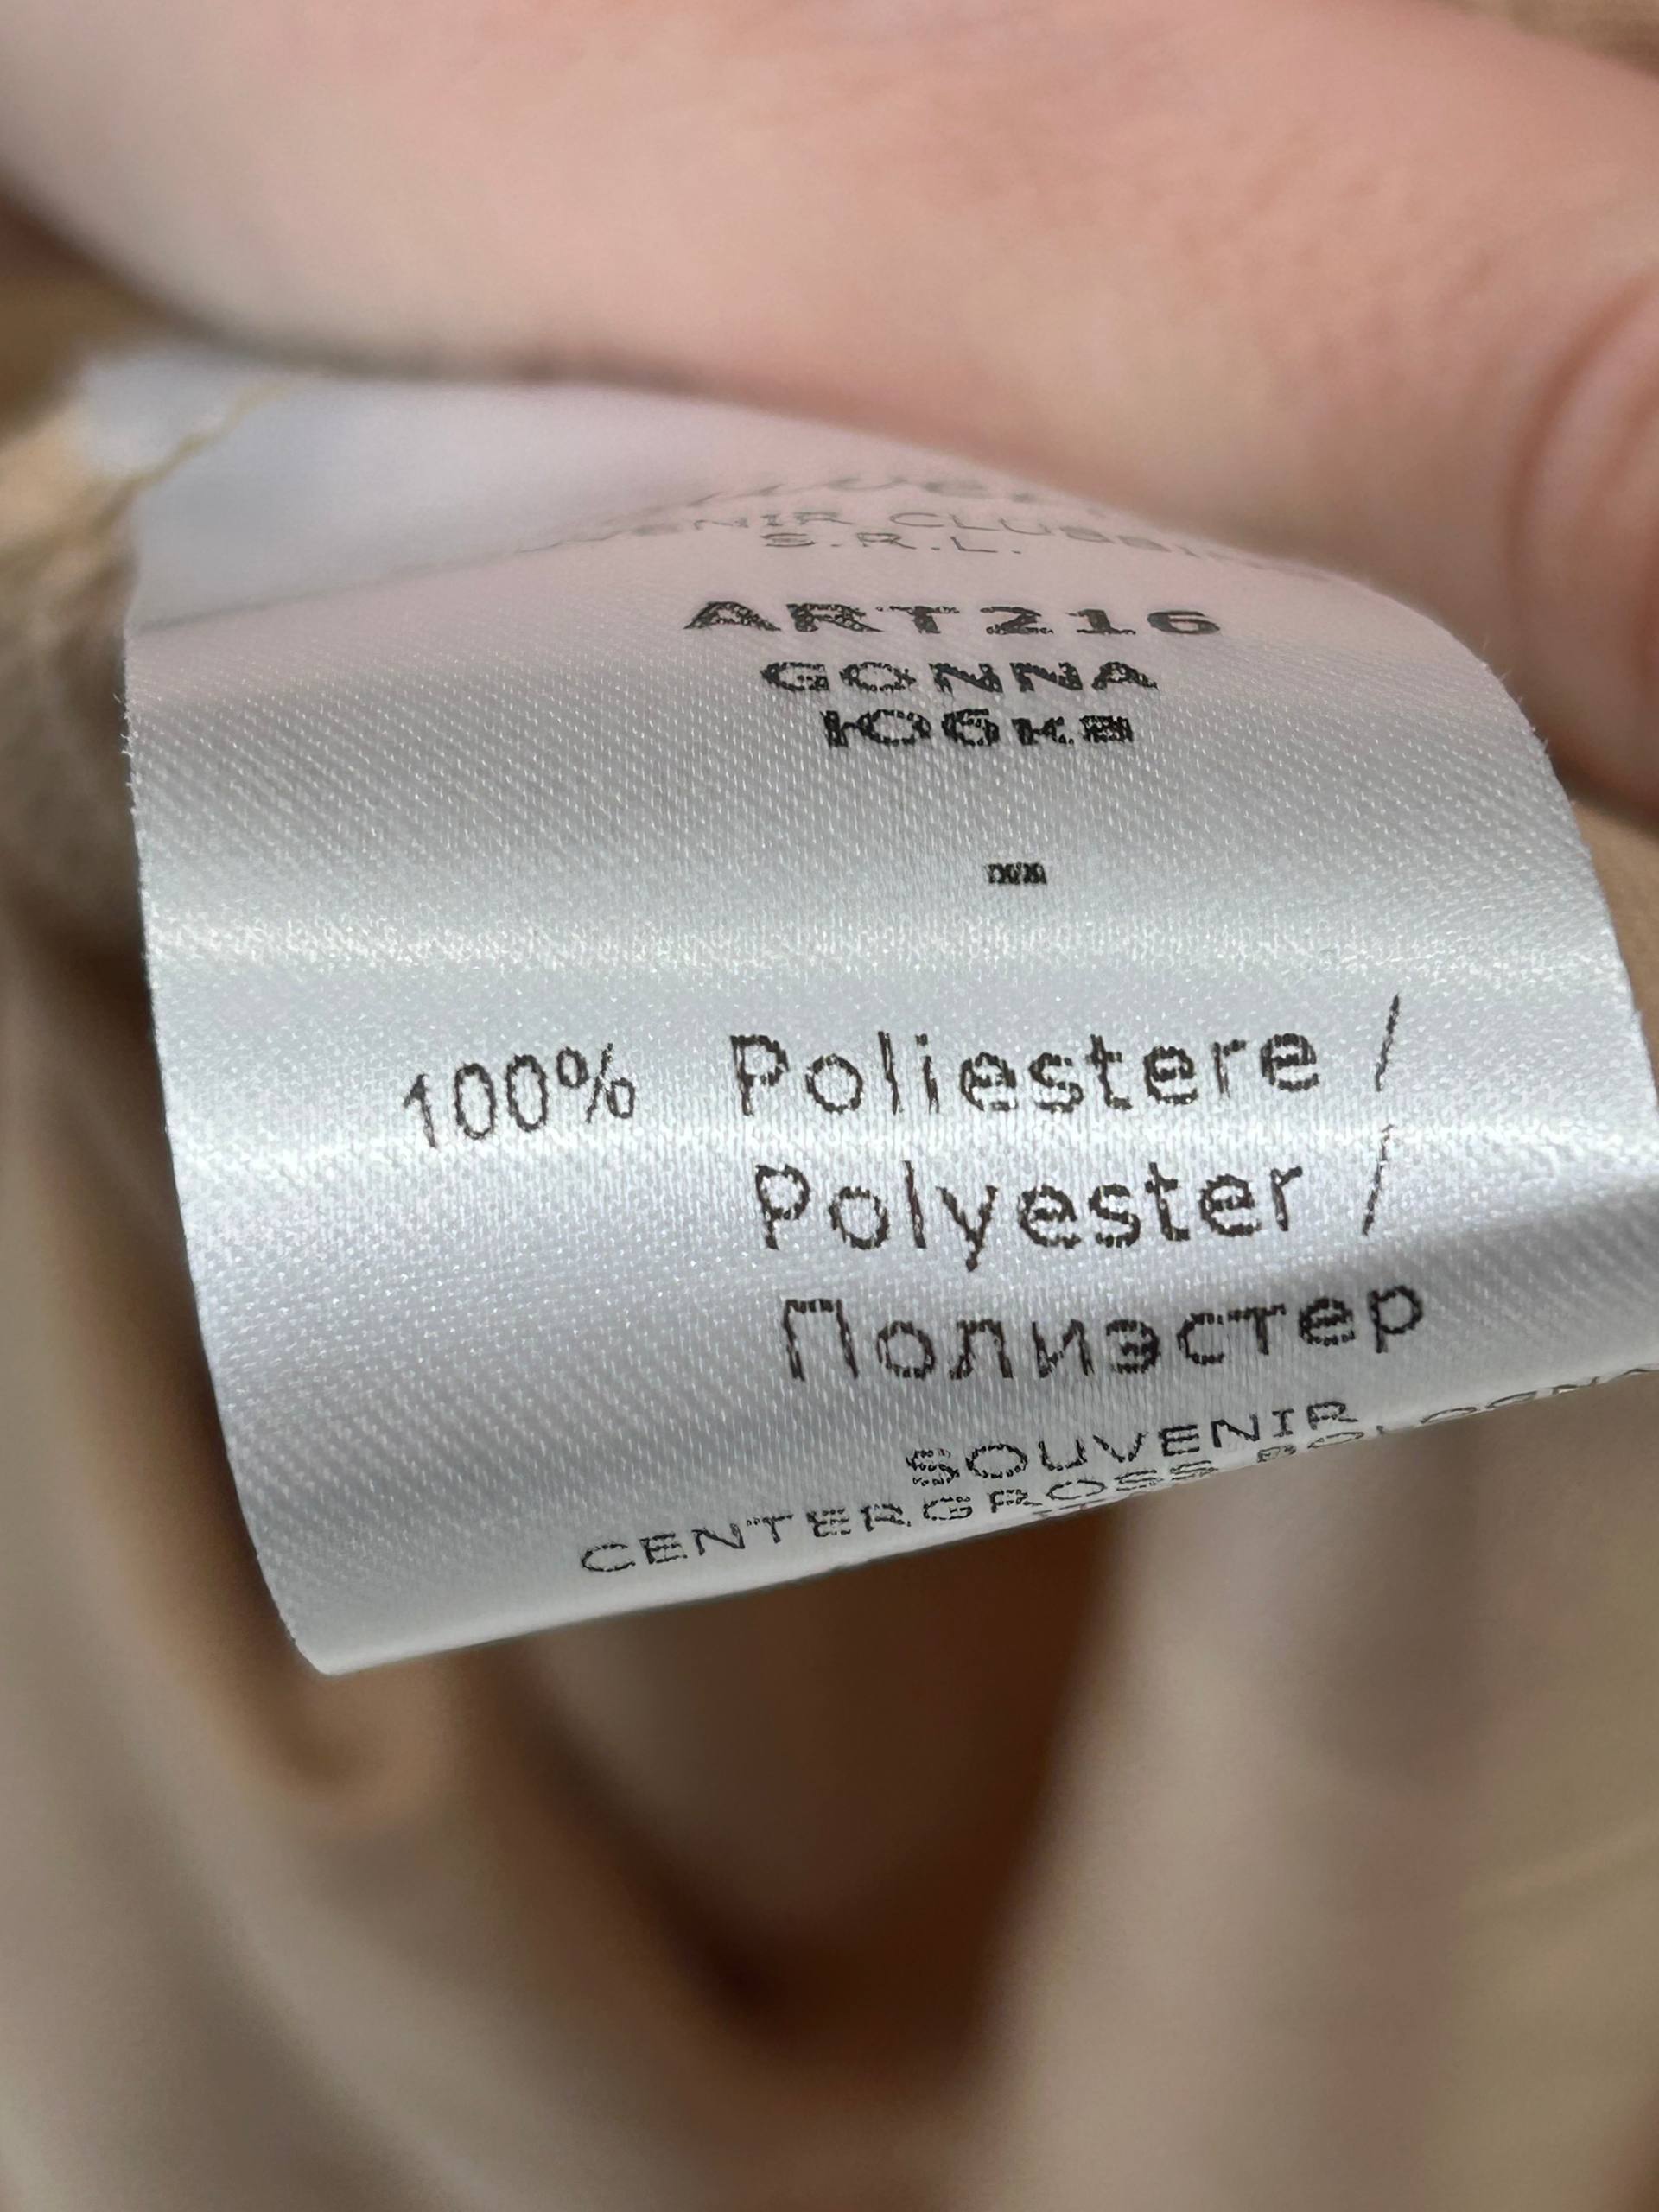 S.R.L.
ART216
GONNA
Юбка
-
100% Poliestere /
Polyester /
Полиэстер
SOUVENIR
CENTERGROSS